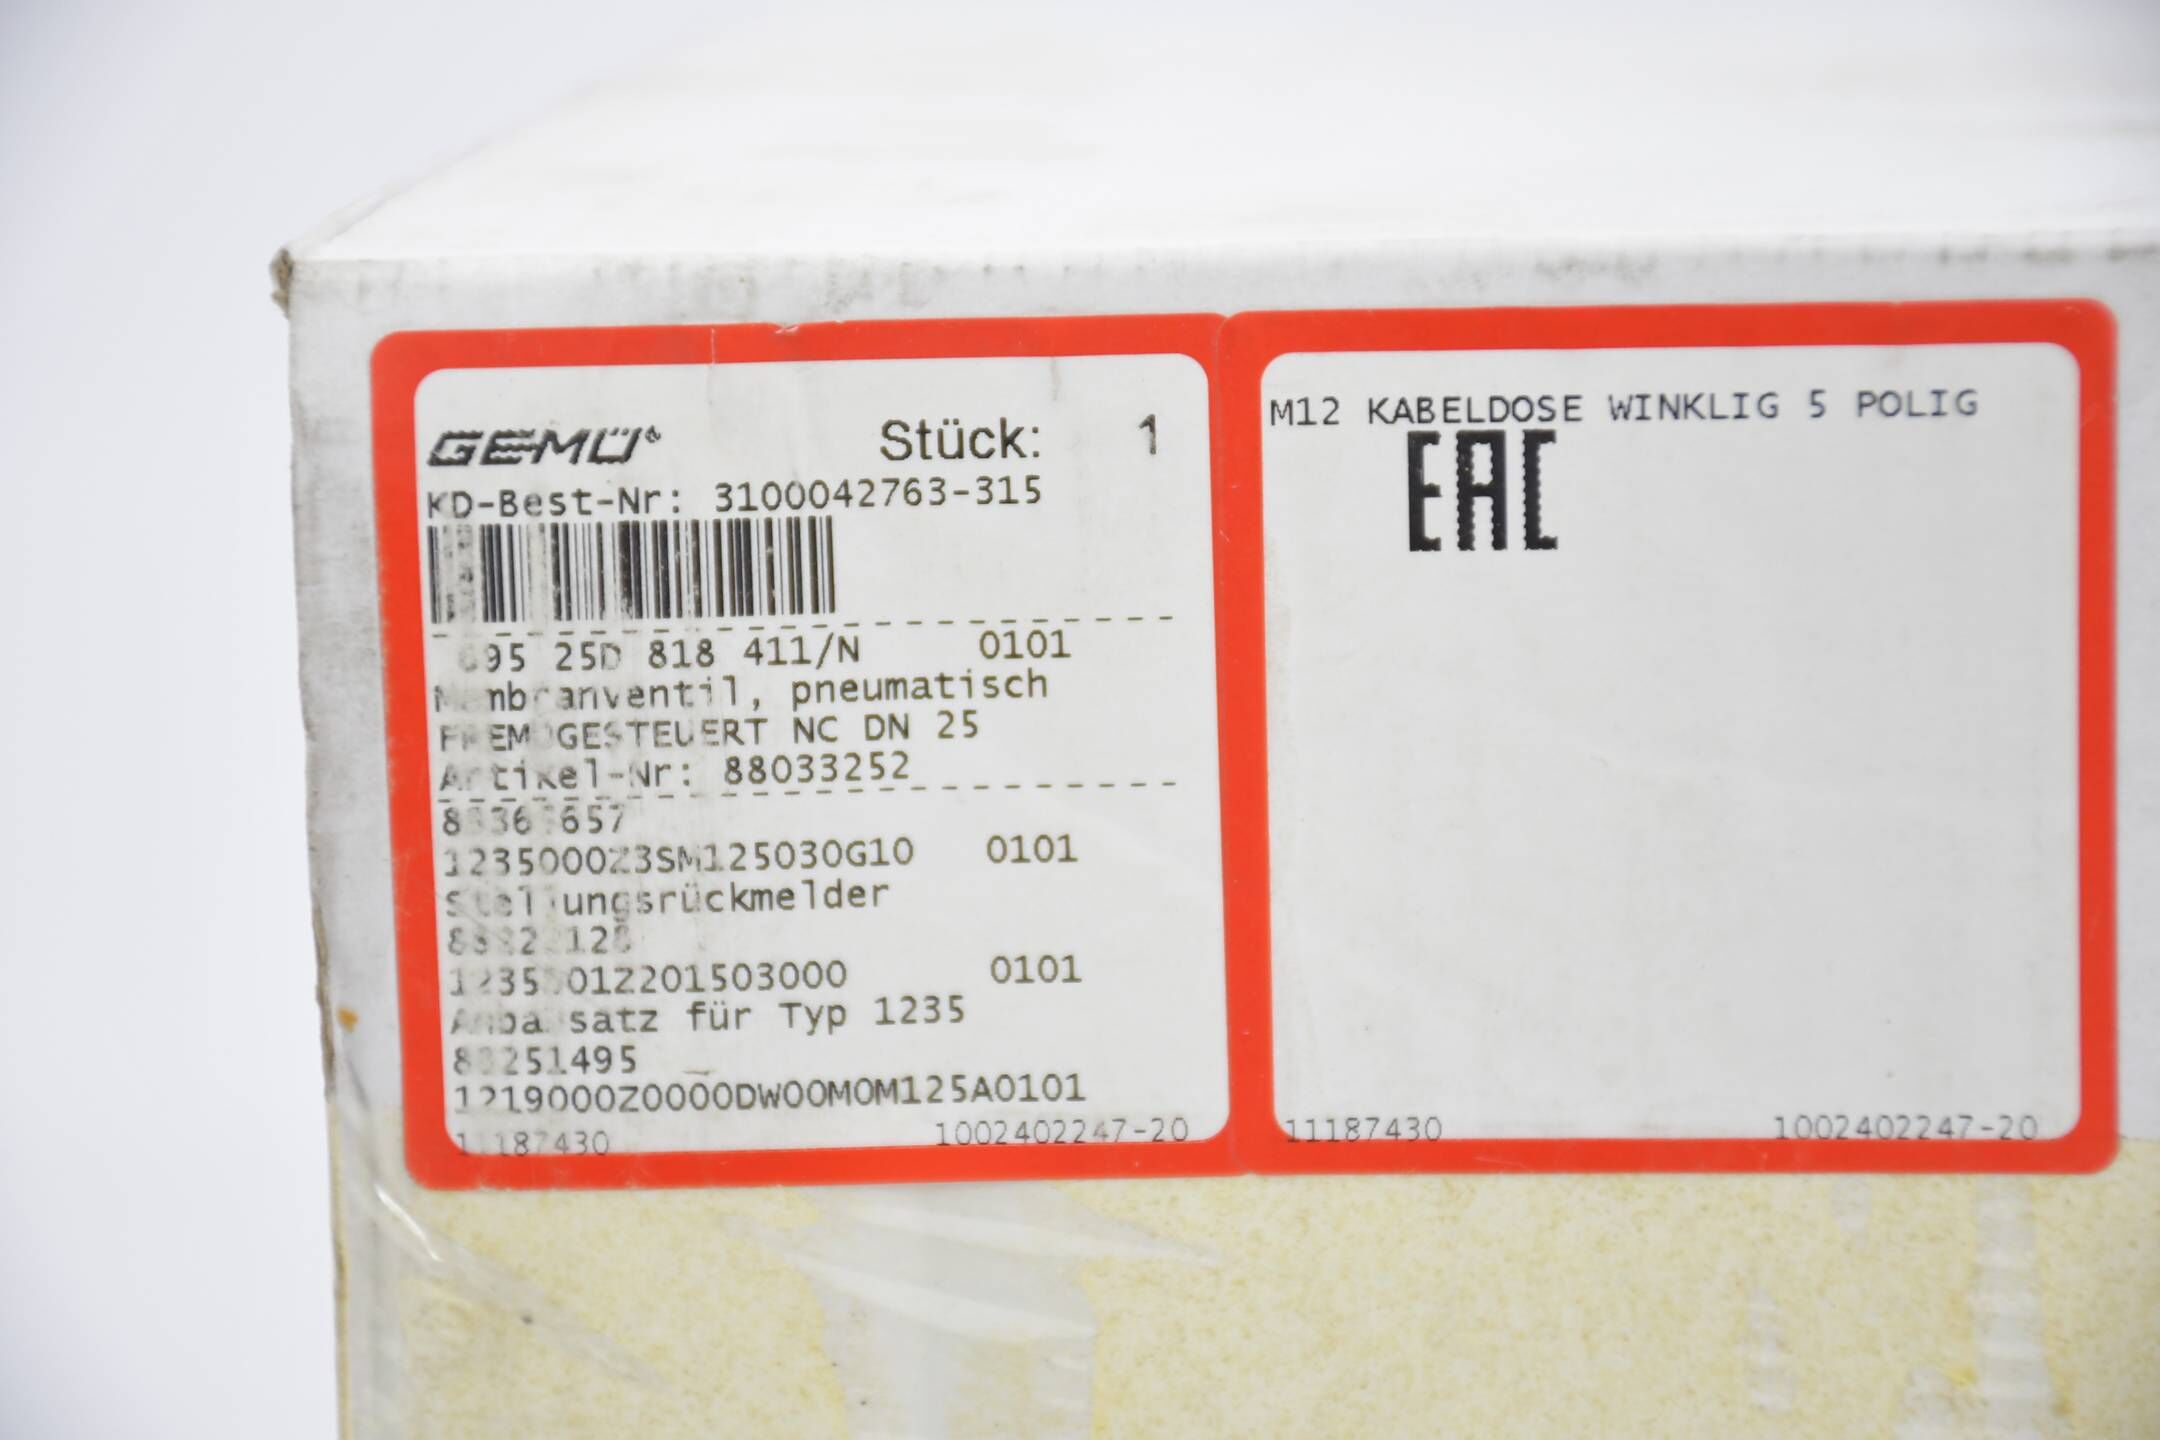 GEMÜ® Stück: 1
KD-Best-Nr: 3100042763-315
695 25D 818 411/N 0101
Membranventil, pneumatisch
FREMDGESTEUERT NC DN 25
Artikel-Nr: 88033252
1235000Z3SM125030G10 0101
Stellungsrückmelder
0101
Anbausatz für Typ 1235
1219000Z0000DW00M0M125A0101
11187430 1002402247-20
M12 KABELDOSE WINKLIG 5 POLIG
EAC
11187430 1002402247-20